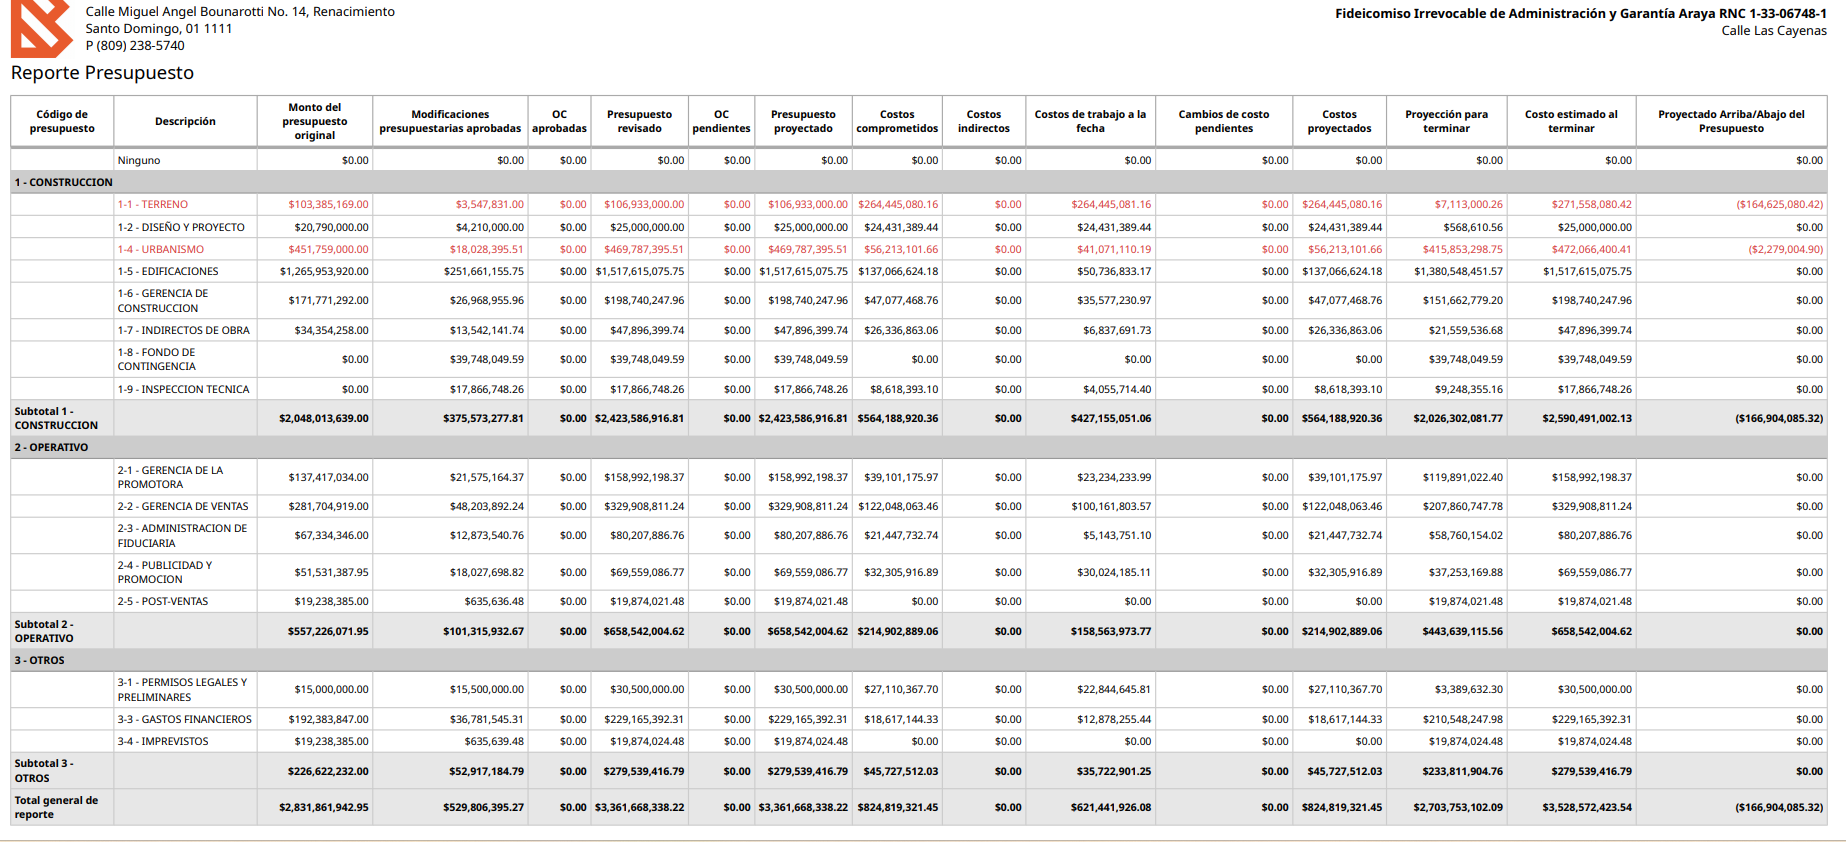 Calle Miguel Angel Bounarotti No. 14, Renacimiento
Santo Domingo, 01 1111
P (809) 238-5740
Fideicomiso Irrevocable de Administración y Garantía Araya RNC 1-33-06748-1
Calle Las Cayenas
Reporte Presupuesto
Código de presupuesto Descripción Monto del presupuesto original Modificaciones presupuestarias aprobadas OC aprobadas Presupuesto revisado OC pendientes Presupuesto proyectado Costos comprometidos Costos indirectos Costos de trabajo a la fecha Cambios de costo pendientes Costos proyectados Proyección para terminar Costo estimado al terminar Proyectado Arriba/Abajo del Presupuesto
Ninguno $0.00 $0.00 $0.00 $0.00 $0.00 $0.00 $0.00 $0.00 $0.00 $0.00 $0.00 $0.00 $0.00 $0.00
1 - CONSTRUCCION
1-1 - TERRENO $103,385,169.00 $3,547,831.00 $0.00 $106,933,000.00 $0.00 $106,933,000.00 $264,445,080.16 $0.00 $264,445,081.16 $0.00 $264,445,080.16 $7,113,000.26 $271,558,080.42 ($164,625,080.42)
1-2 - DISEÑO Y PROYECTO $20,790,000.00 $4,210,000.00 $0.00 $25,000,000.00 $0.00 $25,000,000.00 $24,431,389.44 $0.00 $24,431,389.44 $0.00 $24,431,389.44 $568,610.56 $25,000,000.00 $0.00
1-4 - URBANISMO $451,759,000.00 $18,028,395.51 $0.00 $469,787,395.51 $0.00 $469,787,395.51 $56,213,101.66 $0.00 $41,071,110.19 $0.00 $56,213,101.66 $415,853,298.75 $472,066,400.41 ($2,279,004.90)
1-5 - EDIFICACIONES $1,265,953,920.00 $251,661,155.75 $0.00 $1,517,615,075.75 $0.00 $1,517,615,075.75 $137,066,624.18 $0.00 $50,736,833.17 $0.00 $137,066,624.18 $1,380,548,451.57 $1,517,615,075.75 $0.00
1-6 - GERENCIA DE CONSTRUCCION $171,771,292.00 $26,968,955.96 $0.00 $198,740,247.96 $0.00 $198,740,247.96 $47,077,468.76 $0.00 $35,577,230.97 $0.00 $47,077,468.76 $151,662,779.20 $198,740,247.96 $0.00
1-7 - INDIRECTOS DE OBRA $34,354,258.00 $13,542,141.74 $0.00 $47,896,399.74 $0.00 $47,896,399.74 $26,336,863.06 $0.00 $6,837,691.73 $0.00 $26,336,863.06 $21,559,536.68 $47,896,399.74 $0.00
1-8 - FONDO DE CONTINGENCIA $0.00 $39,748,049.59 $0.00 $39,748,049.59 $0.00 $39,748,049.59 $0.00 $0.00 $0.00 $0.00 $0.00 $39,748,049.59 $39,748,049.59 $0.00
1-9 - INSPECCION TECNICA $0.00 $17,866,748.26 $0.00 $17,866,748.26 $0.00 $17,866,748.26 $8,618,393.10 $0.00 $4,055,714.40 $0.00 $8,618,393.10 $9,248,355.16 $17,866,748.26 $0.00
Subtotal 1 - CONSTRUCCION $2,048,013,639.00 $375,573,277.81 $0.00 $2,423,586,916.81 $0.00 $2,423,586,916.81 $564,188,920.36 $0.00 $427,155,051.06 $0.00 $564,188,920.36 $2,026,302,081.77 $2,590,491,002.13 ($166,904,085.32)
2 - OPERATIVO
2-1 - GERENCIA DE LA PROMOTORA $137,417,034.00 $21,575,164.37 $0.00 $158,992,198.37 $0.00 $158,992,198.37 $39,101,175.97 $0.00 $23,234,233.99 $0.00 $39,101,175.97 $119,891,022.40 $158,992,198.37 $0.00
2-2 - GERENCIA DE VENTAS $281,704,919.00 $48,203,892.24 $0.00 $329,908,811.24 $0.00 $329,908,811.24 $122,048,063.46 $0.00 $100,161,803.57 $0.00 $122,048,063.46 $207,860,747.78 $329,908,811.24 $0.00
2-3 - ADMINISTRACION DE FIDUCIARIA $67,334,346.00 $12,873,540.76 $0.00 $80,207,886.76 $0.00 $80,207,886.76 $21,447,732.74 $0.00 $5,143,751.10 $0.00 $21,447,732.74 $58,760,154.02 $80,207,886.76 $0.00
2-4 - PUBLICIDAD Y PROMOCION $51,531,387.95 $18,027,698.82 $0.00 $69,559,086.77 $0.00 $69,559,086.77 $32,305,916.89 $0.00 $30,024,185.11 $0.00 $32,305,916.89 $37,253,169.88 $69,559,086.77 $0.00
2-5 - POST-VENTAS $19,238,385.00 $635,636.48 $0.00 $19,874,021.48 $0.00 $19,874,021.48 $0.00 $0.00 $0.00 $0.00 $0.00 $19,874,021.48 $19,874,021.48 $0.00
Subtotal 2 - OPERATIVO $557,226,071.95 $101,315,932.67 $0.00 $658,542,004.62 $0.00 $658,542,004.62 $214,902,889.06 $0.00 $158,563,973.77 $0.00 $214,902,889.06 $443,639,115.56 $658,542,004.62 $0.00
3 - OTROS
3-1 - PERMISOS LEGALES Y PRELIMINARES $15,000,000.00 $15,500,000.00 $0.00 $30,500,000.00 $0.00 $30,500,000.00 $27,110,367.70 $0.00 $22,844,645.81 $0.00 $27,110,367.70 $3,389,632.30 $30,500,000.00 $0.00
3-3 - GASTOS FINANCIEROS $192,383,847.00 $36,781,545.31 $0.00 $229,165,392.31 $0.00 $229,165,392.31 $18,617,144.33 $0.00 $12,878,255.44 $0.00 $18,617,144.33 $210,548,247.98 $229,165,392.31 $0.00
3-4 - IMPREVISTOS $19,238,385.00 $635,639.48 $0.00 $19,874,024.48 $0.00 $19,874,024.48 $0.00 $0.00 $0.00 $0.00 $0.00 $19,874,024.48 $19,874,024.48 $0.00
Subtotal 3 - OTROS $226,622,232.00 $52,917,184.79 $0.00 $279,539,416.79 $0.00 $279,539,416.79 $45,727,512.03 $0.00 $35,722,901.25 $0.00 $45,727,512.03 $233,811,904.76 $279,539,416.79 $0.00
Total general de reporte $2,831,861,942.95 $529,806,395.27 $0.00 $3,361,668,338.22 $0.00 $3,361,668,338.22 $824,819,321.45 $0.00 $621,441,926.08 $0.00 $824,819,321.45 $2,703,753,102.09 $3,528,572,423.54 ($166,904,085.32)